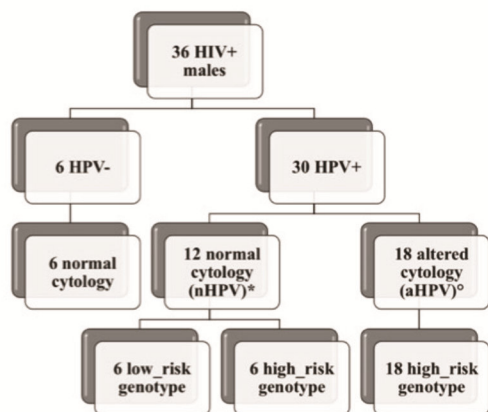 36 HIV+
males
6 HPV-
30 HPV+
6 normal
cytology
12 normal
cytology
(nHPV)*
18 altered
cytology
(aHPV)°
6 low_risk
genotype
6 high_risk
genotype
18 high_risk
genotype